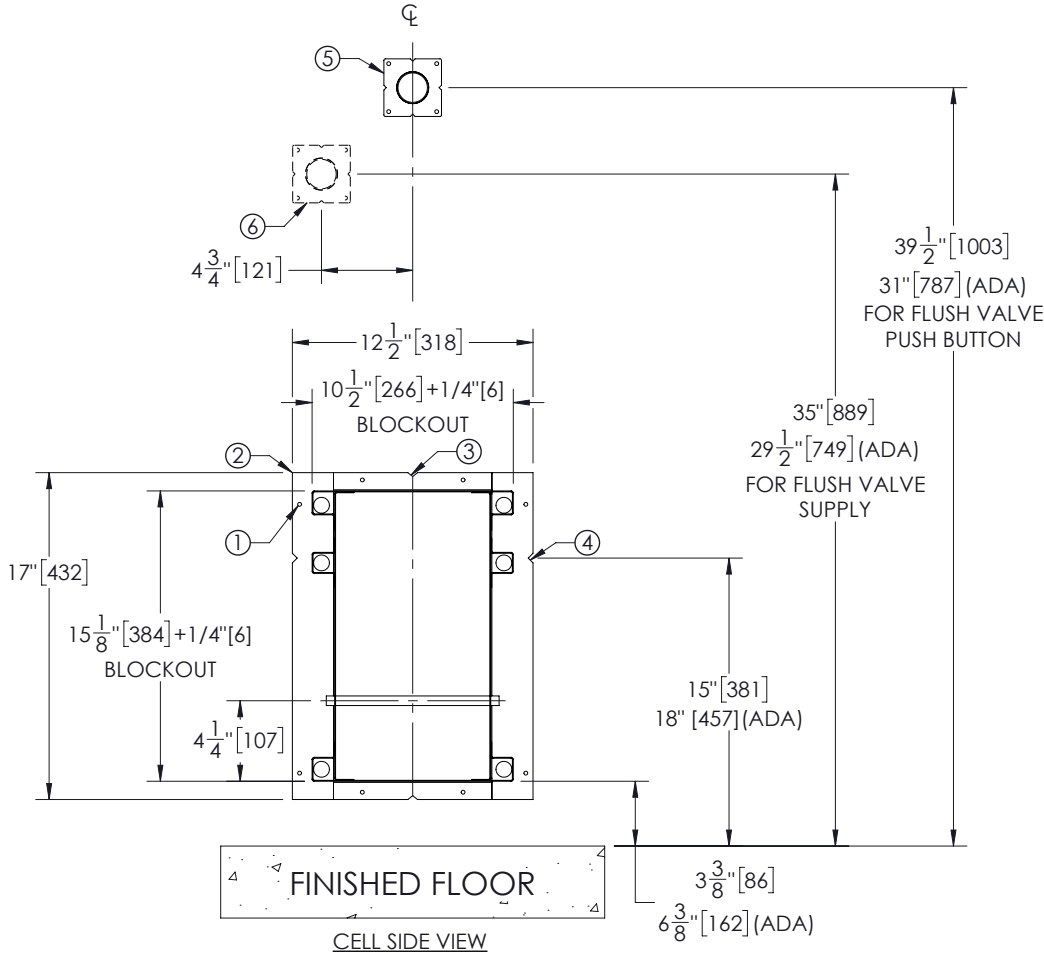 ℄
5
6
4 3/4"[121]
39 1/2"[1003]
31"[787](ADA)
FOR FLUSH VALVE
PUSH BUTTON
12 1/2"[318]
10 1/2"[266]+1/4"[6]
BLOCKOUT
35"[889]
29 1/2"[749](ADA)
FOR FLUSH VALVE
SUPPLY
2
3
1
4
17"[432]
15 1/8"[384]+1/4"[6]
BLOCKOUT
15"[381]
18" [457](ADA)
4 1/4"[107]
3 3/8"[86]
6 3/8"[162](ADA)
FINISHED FLOOR
CELL SIDE VIEW